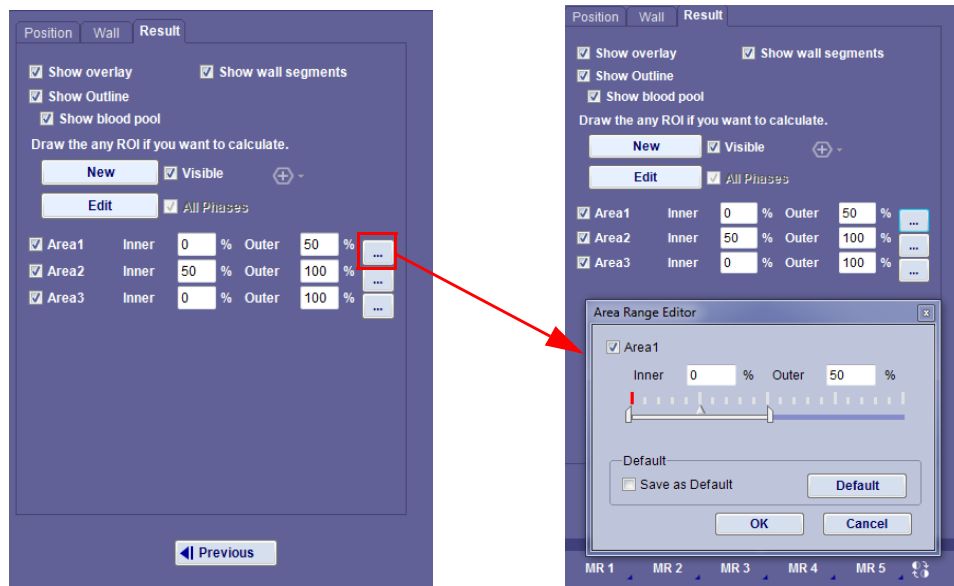 Position Wall Result
Show overlay Show wall segments
Show Outline
Show blood pool
Draw the any ROI if you want to calculate.
New Visible
Edit All Phases
Area1 Inner 0 % Outer 50 % ...
Area2 Inner 50 % Outer 100 % ...
Area3 Inner 0 % Outer 100 % ...
Previous
Position Wall Result
Show overlay Show wall segments
Show Outline
Show blood pool
Draw the any ROI if you want to calculate.
New Visible
Edit All Phases
Area1 Inner 0 % Outer 50 % ...
Area2 Inner 50 % Outer 100 % ...
Area3 Inner 0 % Outer 100 % ...
Area Range Editor
Area1
Inner 0 % Outer 50 %
Default
Save as Default Default
OK Cancel
MR 1 MR 2 MR 3 MR 4 MR 5